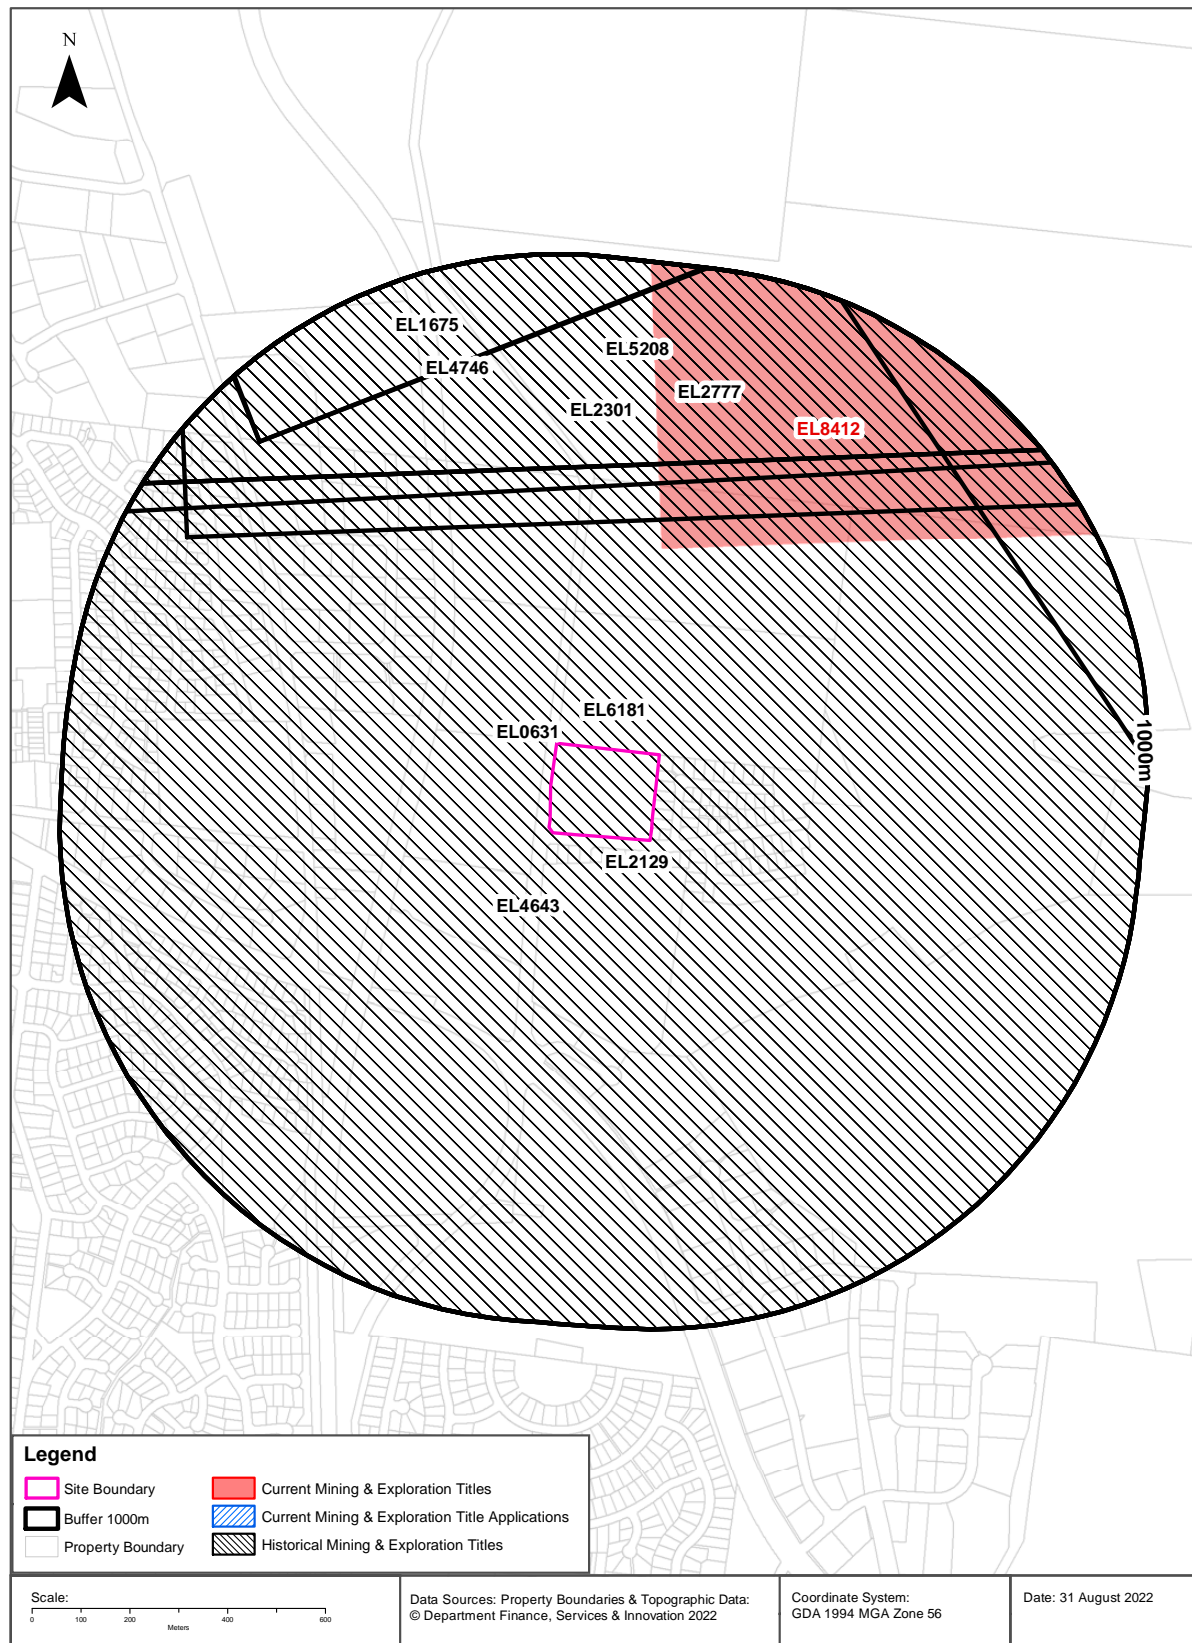 N
EL1675
EL4746
EL5208
EL2301
EL2777
EL8412
EL6181
EL0631
1000m
EL2129
EL4643
Legend
Site Boundary
Buffer 1000m
Property Boundary
Current Mining & Exploration Titles
Current Mining & Exploration Title Applications
Historical Mining & Exploration Titles
Scale:
0 100 200 400 600
Meters
Data Sources: Property Boundaries & Topographic Data:
© Department Finance, Services & Innovation 2022
Coordinate System:
GDA 1994 MGA Zone 56
Date: 31 August 2022